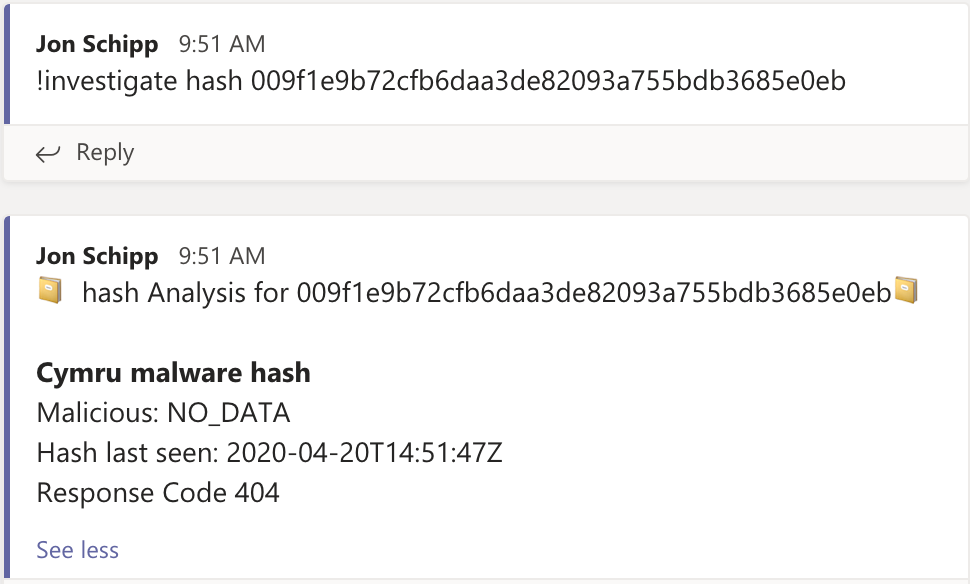 Jon Schipp 9:51 AM
!investigate hash 009f1e9b72cfb6daa3de82093a755bdb3685e0eb
Reply
Jon Schipp 9:51 AM
hash Analysis for 009f1e9b72cfb6daa3de82093a755bdb3685e0eb
Cymru malware hash
Malicious: NO_DATA
Hash last seen: 2020-04-20T14:51:47Z
Response Code 404
See less